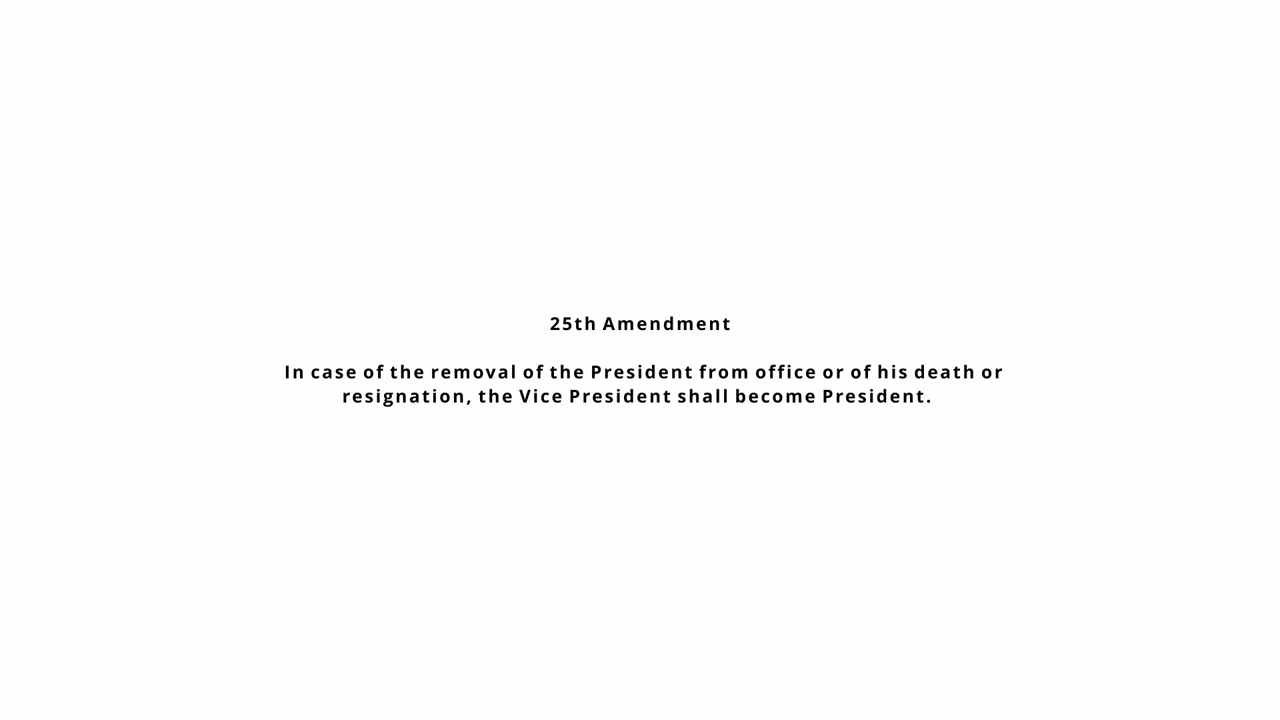 25th Amendment
In case of the removal of the President from office or of his death or
resignation, the Vice President shall become President.